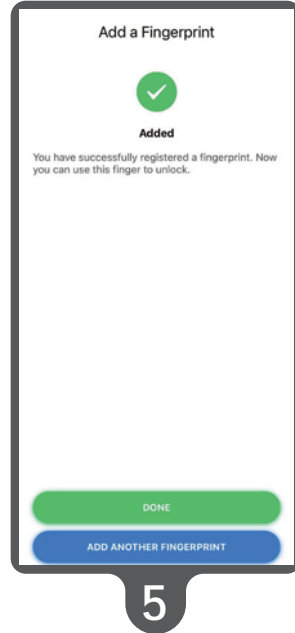 Add a Fingerprint
Added
You have successfully registered a fingerprint. Now
you can use this finger to unlock.
DONE
ADD ANOTHER FINGERPRINT
5